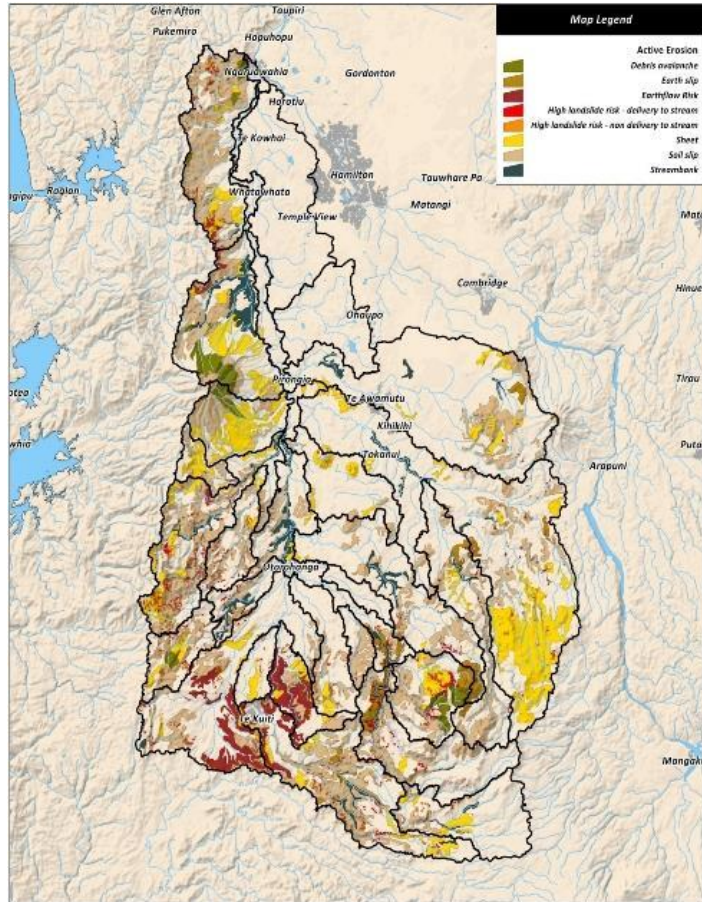 Glen Afton
Taupiri
Pukemiro
Hopuhopu
Map Legend
Active Erosion
Debris avalanche
Earth slip
Earthflow Risk
High landslide risk - delivery to stream
High landslide risk - non delivery to stream
Sheet
Soil slip
Streambank
Ngaruawahia
Gordonton
Horotiu
Te Kowhai
Hamilton
Tauwhare Pa
Raglan
Whatawhata
Matangi
Temple View
Cambridge
Hinue
Ohaupo
Pirongia
Tirau
Te Awamutu
Kihikihi
Tokanui
Arapuni
Otorohanga
Te Kuiti
Mangak